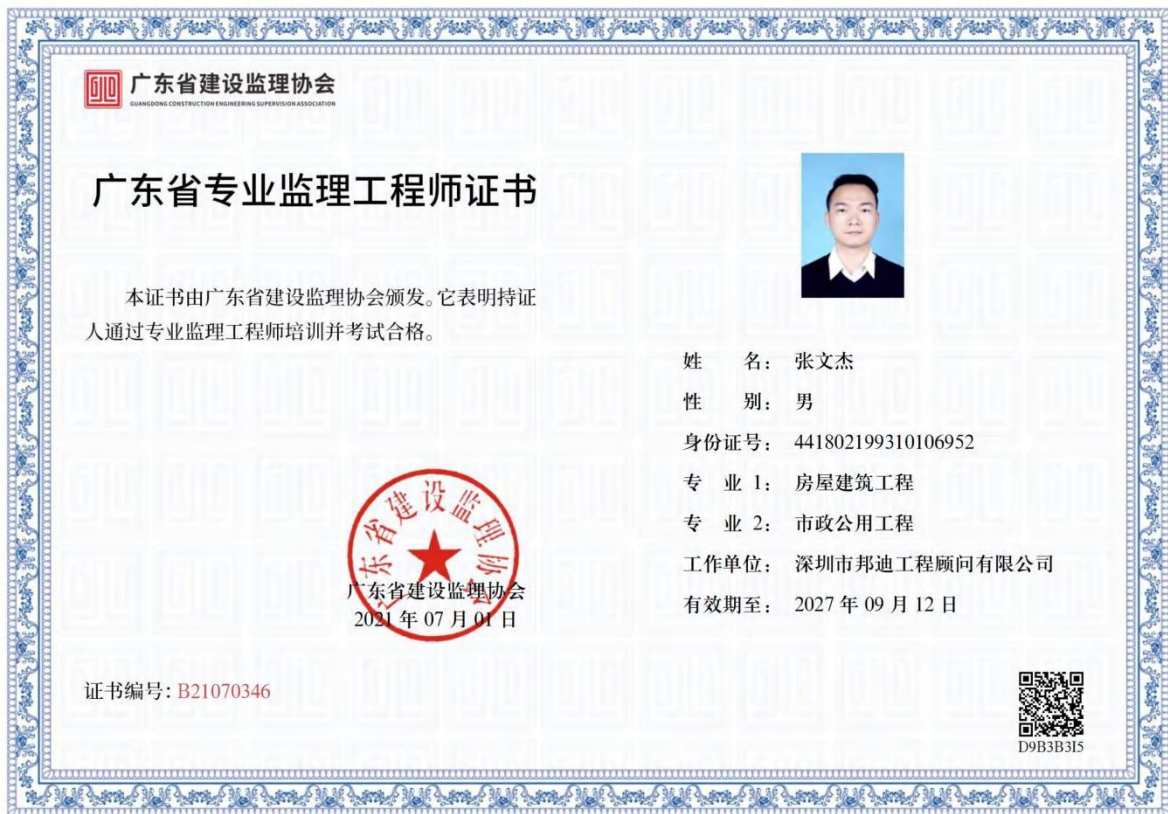 广东省建设监理协会
GUANGDONG CONSTRUCTION ENGINEERING SUPERVISION ASSOCIATION
广东省专业监理工程师证书
本证书由广东省建设监理协会颁发。它表明持证
人通过专业监理工程师培训并考试合格。
姓 名: 张文杰
性 别: 男
身份证号: 441802199310106952
专 业 1: 房屋建筑工程
专 业 2: 市政公用工程
工作单位: 深圳市邦迪工程顾问有限公司
有效期至: 2027 年 09 月 12 日
广东省建设监理协会
广东省建设监理协会
2021 年 07 月 01 日
证书编号: B21070346
D9B3B3I5